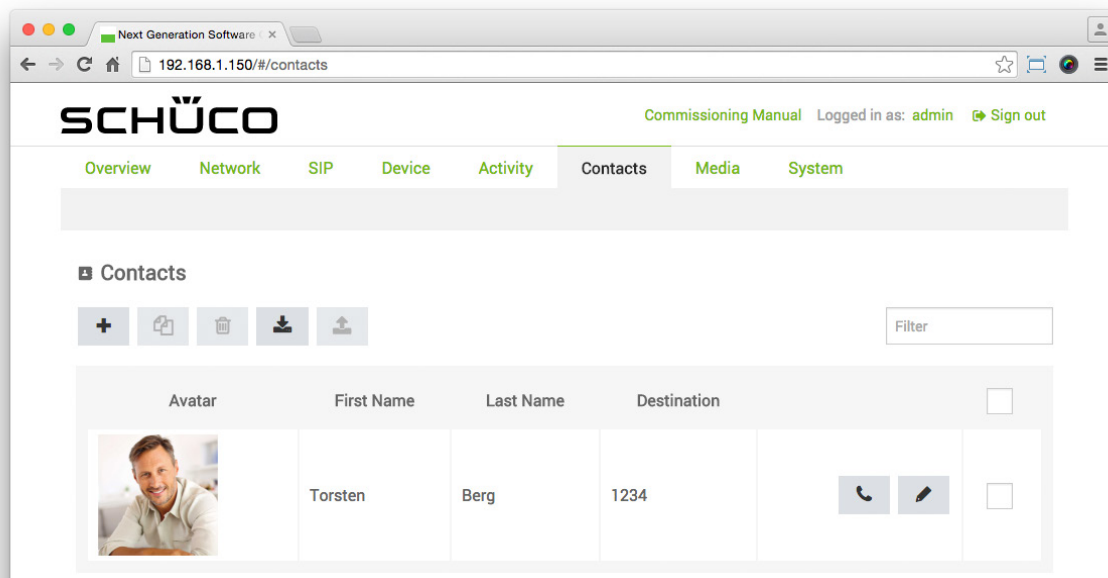 Next Generation Software
192.168.1.150/#/contacts
SCHÜCO
Commissioning Manual Logged in as: admin Sign out
Overview Network SIP Device Activity Contacts Media System
Contacts
Filter
Avatar First Name Last Name Destination
Torsten Berg 1234